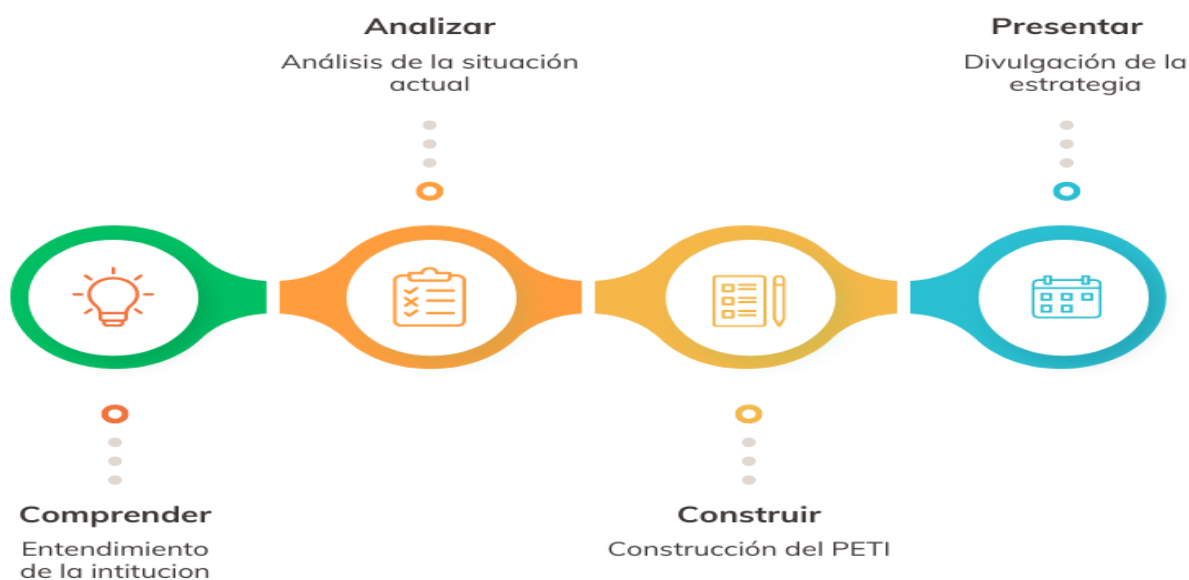 Analizar
Análisis de la situación
actual
Presentar
Divulgación de la
estrategia
Comprender
Entendimiento
de la intitucion
Construir
Construcción del PETI